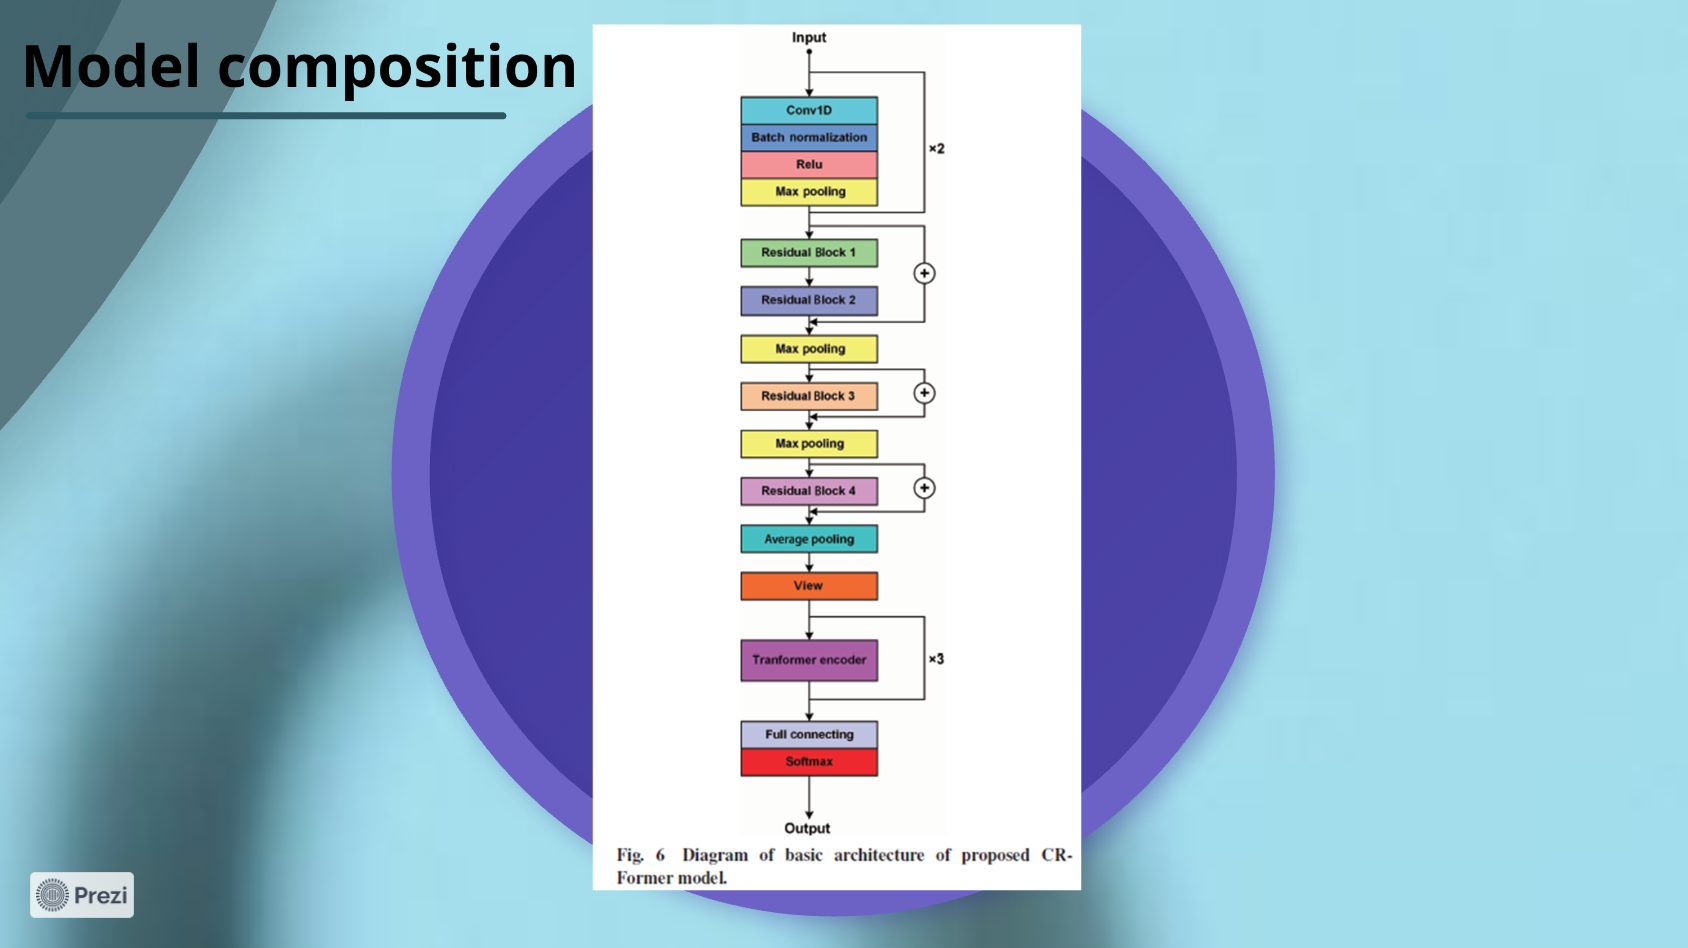 Model composition
Input
Conv1D
Batch normalization
×2
Relu
Max pooling
Residual Block 1
+
Residual Block 2
Max pooling
Residual Block 3
+
Max pooling
Residual Block 4
+
Average pooling
View
Tranformer encoder
×3
Full connecting
Softmax
Output
Fig. 6 Diagram of basic architecture of proposed CR-
Former model.
Prezi